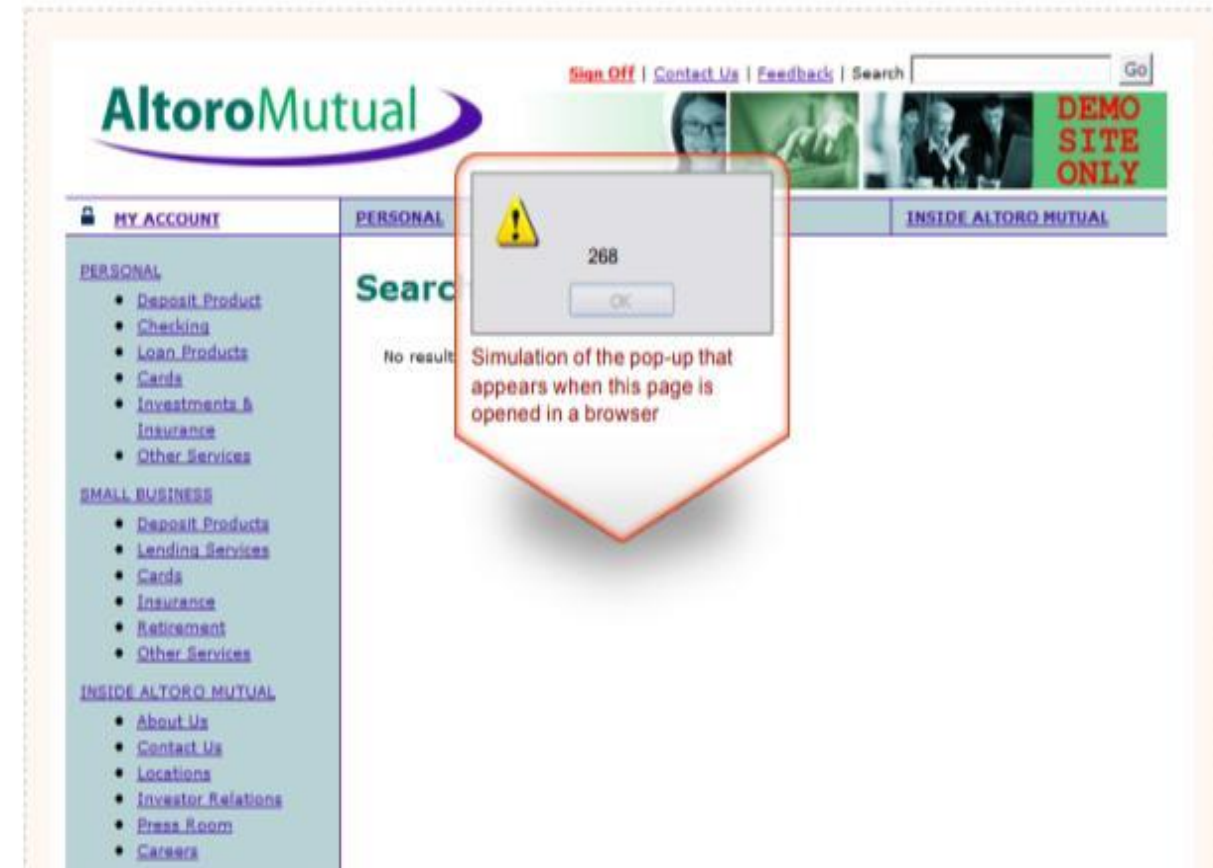 Sign Off | Contact Us | Feedback | Search Go
AltoroMutual
DEMO
SITE
ONLY
MY ACCOUNT
PERSONAL
INSIDE ALTORO MUTUAL
268
OK
Simulation of the pop-up that
appears when this page is
opened in a browser
PERSONAL
Deposit Product
Checking
Loan Products
Cards
Investments &
Insurance
Other Services
SMALL BUSINESS
Deposit Products
Lending Services
Cards
Insurance
Retirement
Other Services
INSIDE ALTORO MUTUAL
About Us
Contact Us
Locations
Investor Relations
Press Room
Careers
Searc
No result